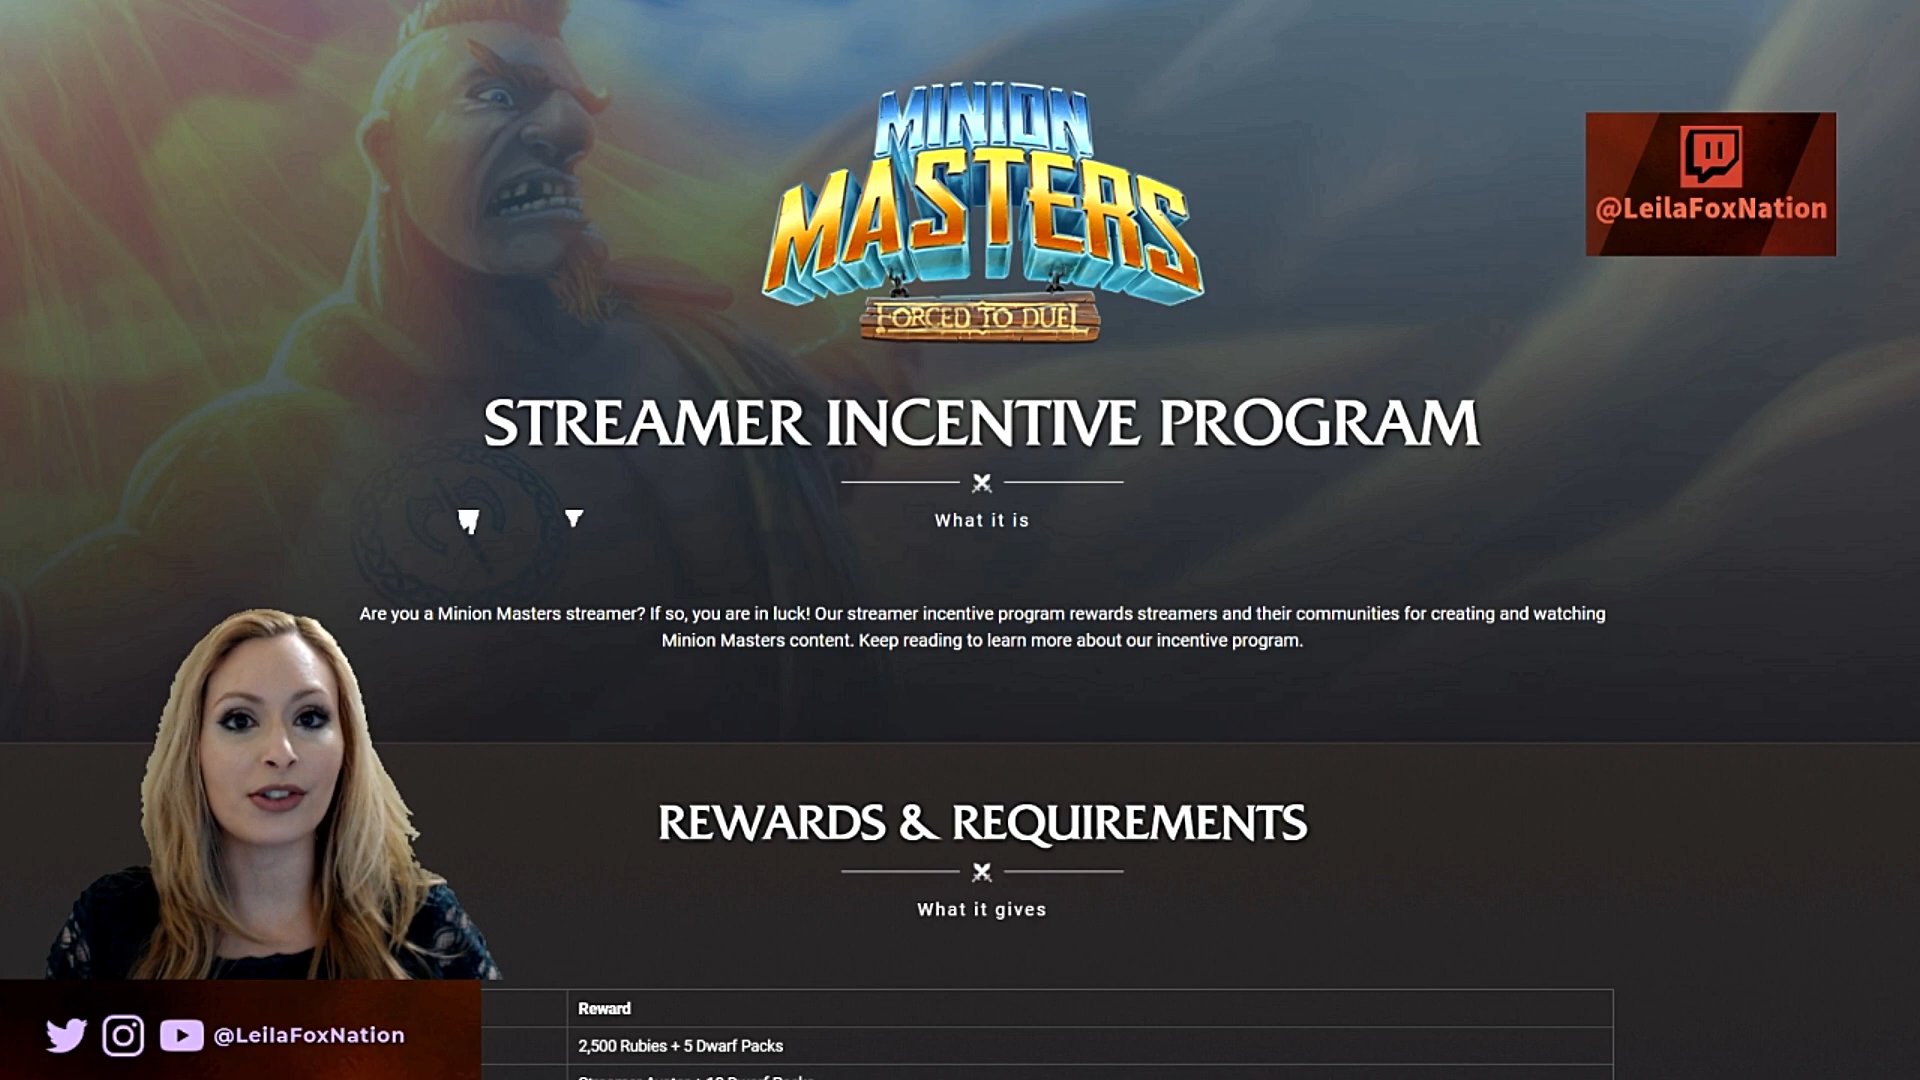 MINION
MASTERS
FORCED TO DUEL
@LeilaFoxNation
STREAMER INCENTIVE PROGRAM
What it is
Are you a Minion Masters streamer? If so, you are in luck! Our streamer incentive program rewards streamers and their communities for creating and watching
Minion Masters content. Keep reading to learn more about our incentive program.
REWARDS & REQUIREMENTS
What it gives
Reward
2,500 Rubies + 5 Dwarf Packs
@LeilaFoxNation